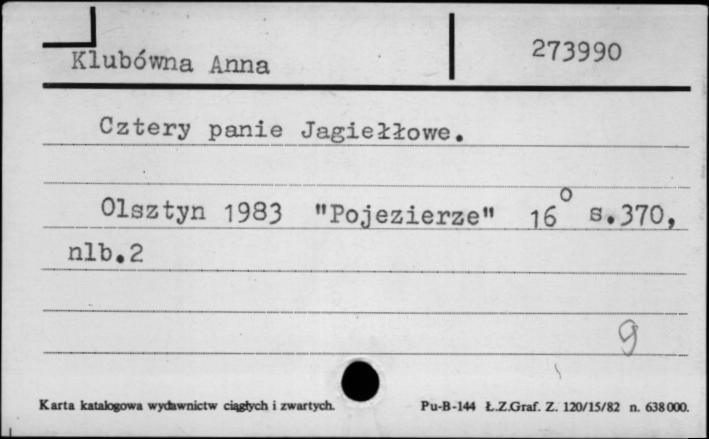 Klubówna Anna 273990
Cztery panie Jagiełłowe.
Olsztyn 1983 "Pojezierze" 16° s.370,
nlb.2
9
Karta katalogowa wydawnictw ciągłych i zwartych. Pu-B-144 Ł.Z.Graf. Z. 120/15/82 n. 638000.